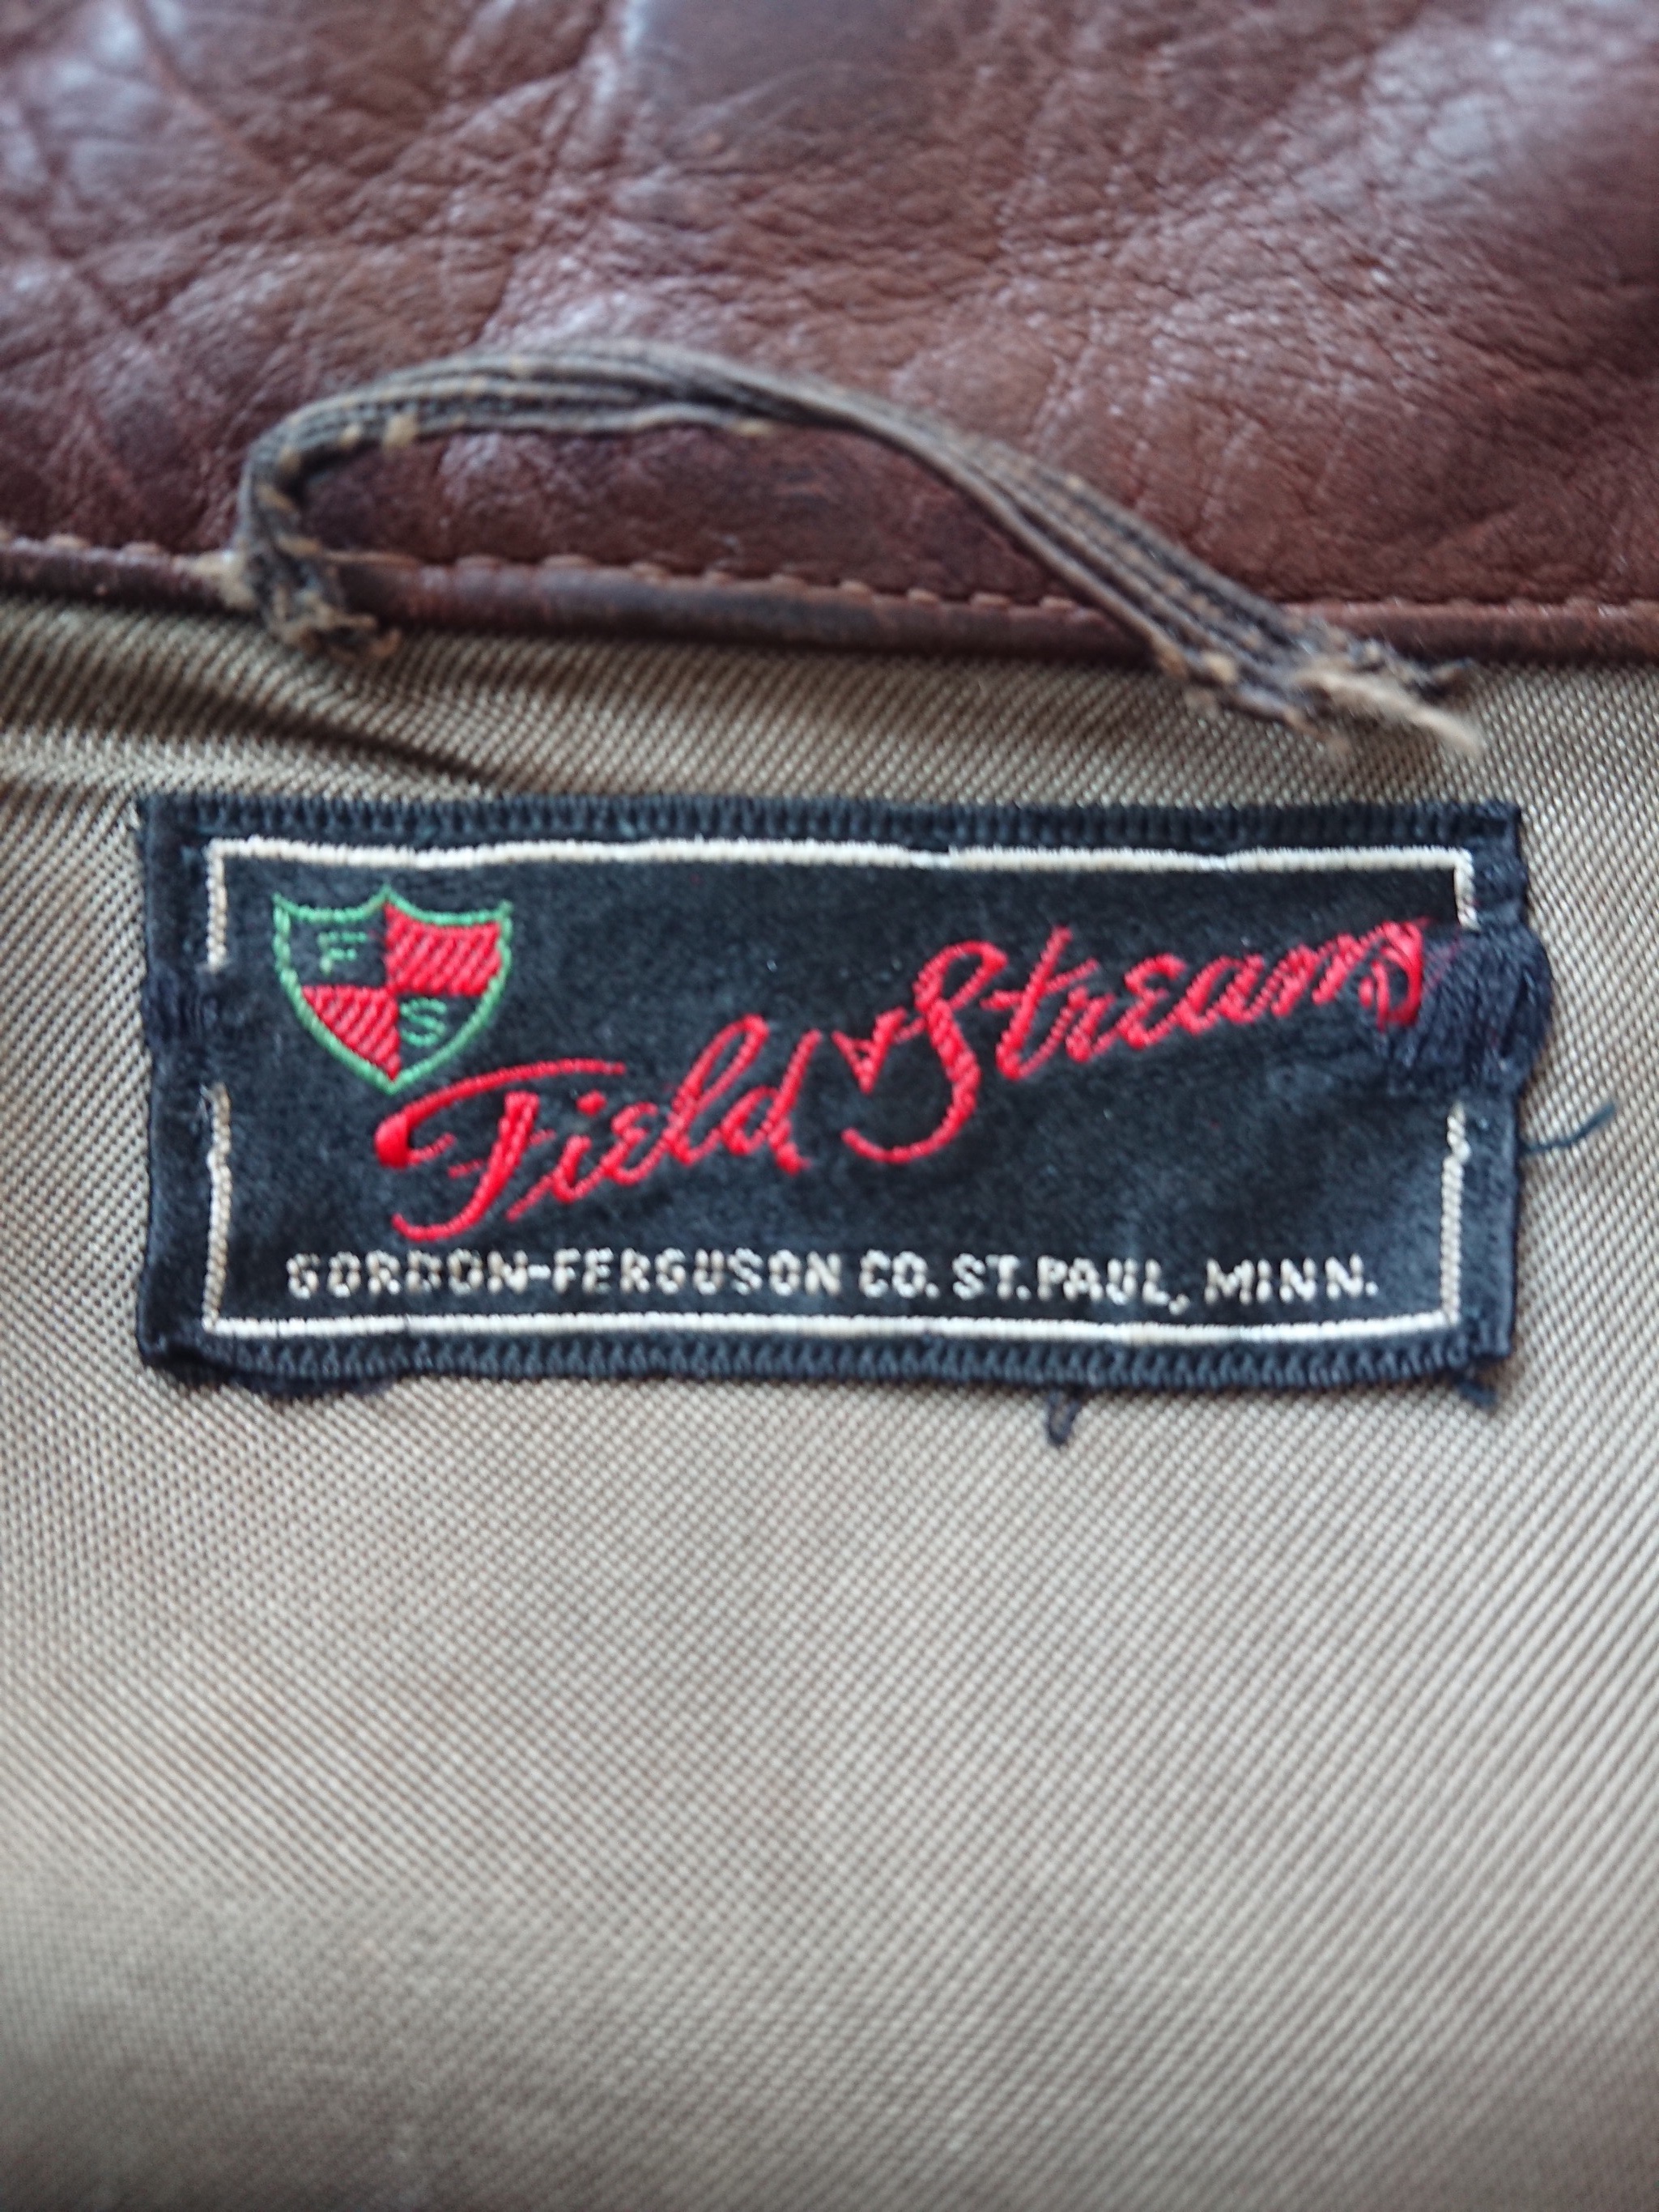 F
S
Field & Stream
GORDON-FERGUSON CO. ST. PAUL, MINN.